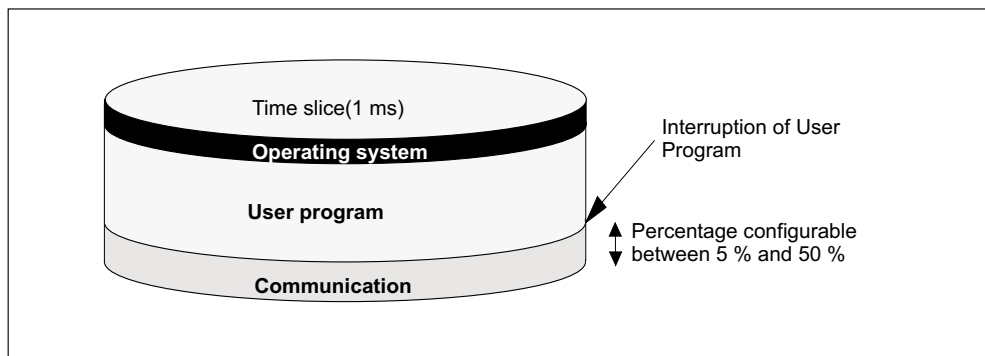 Time slice(1 ms)
Operating system
User program
Communication
Interruption of User
Program
Percentage configurable
between 5 % and 50 %